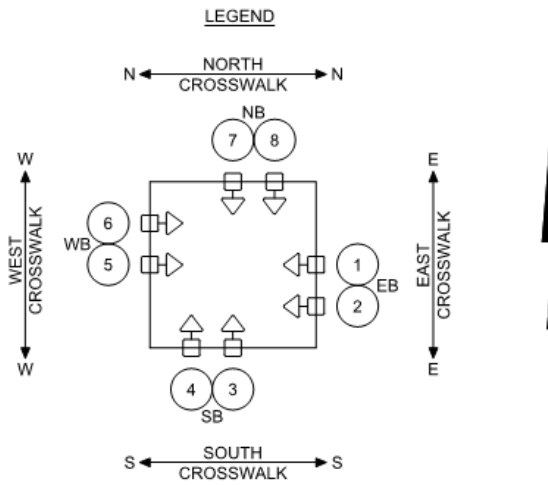 LEGEND
NORTH
N N
CROSSWALK
NB
7 8
W E
6
WB
5
WEST
CROSSWALK
1
EB
2
EAST
CROSSWALK
W E
4 3
SB
SOUTH
S S
CROSSWALK